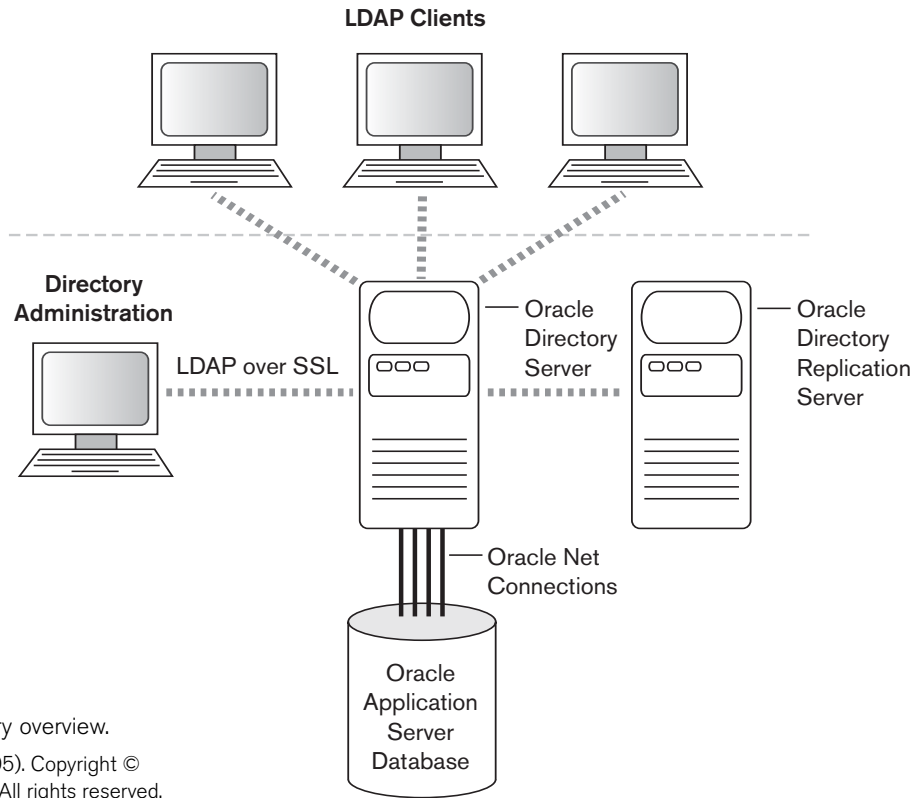 LDAP Clients
Directory
Administration
LDAP over SSL
Oracle
Directory
Server
Oracle
Directory
Replication
Server
Oracle Net
Connections
Oracle
Application
Server
Database
overview.
Copyright ©
All rights reserved.